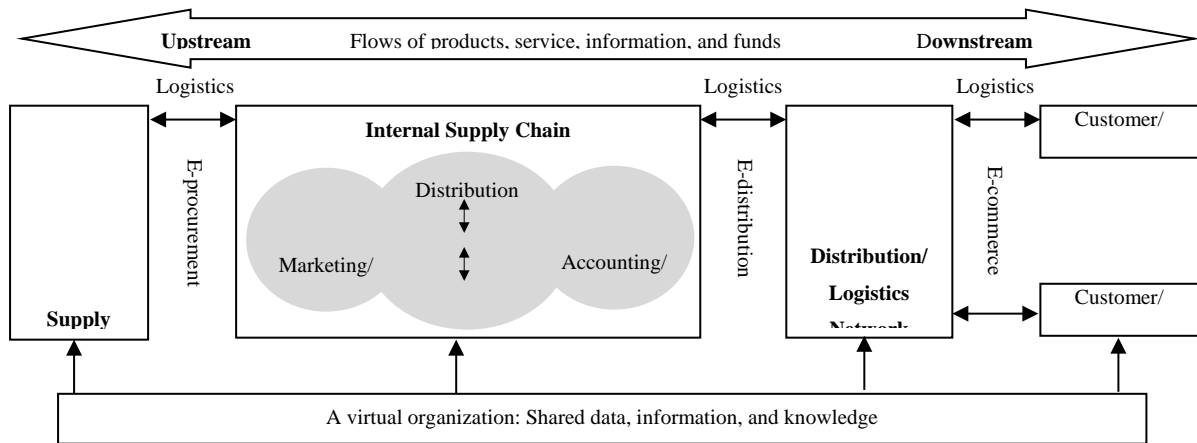 Upstream Flows of products, service, information, and funds Downstream
Logistics Logistics Logistics
Internal Supply Chain
Customer/
E-procurement
Distribution
E-distribution
E-commerce
Marketing/
Accounting/
Distribution/
Logistics
Network
Supply
Customer/
A virtual organization: Shared data, information, and knowledge